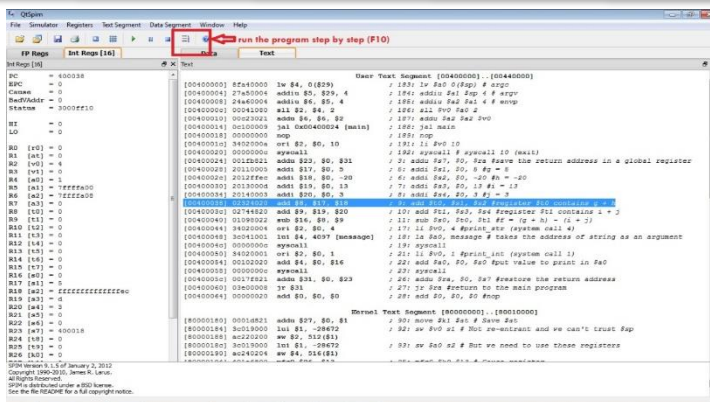 QtSpim
File Simulator Registers Text Segment Data Segment Window Help
run the program step by step (F10)
FP Regs Int Regs [16] Data Text
Int Regs [16]
Text
PC = 400038
EPC = 0
Cause = 0
BadVAddr = 0
Status = 3000ff10
HI = 0
LO = 0
R0 [r0] = 0
R1 [at] = 0
R2 [v0] = 4
R3 [v1] = 0
R4 [a0] = 1
R5 [a1] = 7ffffa00
R6 [a2] = 7ffffa08
R7 [a3] = 0
R8 [t0] = 0
R9 [t1] = 0
R10 [t2] = 0
R11 [t3] = 0
R12 [t4] = 0
R13 [t5] = 0
R14 [t6] = 0
R15 [t7] = 0
R16 [s0] = 0
R17 [s1] = 5
R18 [s2] = ffffffffffffffec
R19 [s3] = d
R20 [s4] = 3
R21 [s5] = 0
R22 [s6] = 0
R23 [s7] = 400018
R24 [t8] = 0
R25 [t9] = 0
R26 [k0] = 0
User Text Segment [00400000]..[00440000]
[00400000] 8fa40000 lw $4, 0($29) ; 183: lw $a0 0($sp) # argc
[00400004] 27a50004 addiu $5, $29, 4 ; 184: addiu $a1 $sp 4 # argv
[00400008] 24a60004 addiu $6, $5, 4 ; 185: addiu $a2 $a1 4 # envp
[0040000c] 00041080 sll $2, $4, 2 ; 186: sll $v0 $a0 2
[00400010] 00c23021 addu $6, $6, $2 ; 187: addu $a2 $a2 $v0
[00400014] 0c100009 jal 0x00400024 [main] ; 188: jal main
[00400018] 00000000 nop ; 189: nop
[0040001c] 3402000a ori $2, $0, 10 ; 191: li $v0 10
[00400020] 0000000c syscall ; 192: syscall # syscall 10 (exit)
[00400024] 001fb821 addu $23, $0, $31 ; 3: addu $s7, $0, $ra #save the return address in a global register
[00400028] 20110005 addi $17, $0, 5 ; 6: addi $s1, $0, 5 #g = 5
[0040002c] 2012ffec addi $18, $0, -20 ; 7: addi $s2, $0, -20 #h = -20
[00400030] 2013000d addi $19, $0, 13 ; 7: addi $s3, $0, 13 #i = 13
[00400034] 20140003 addi $20, $0, 3 ; 8: addi $s4, $0, 3 #j = 3
[00400038] 02324020 add $8, $17, $18 ; 9: add $t0, $s1, $s2 #register $t0 contains g + h
[0040003c] 02744820 add $9, $19, $20 ; 10: add $t1, $s3, $s4 #register $t1 contains i + j
[00400040] 01098022 sub $16, $8, $9 ; 11: sub $s0, $t0, $t1 #f = (g + h) - (i + j)
[00400044] 34020004 ori $2, $0, 4 ; 17: li $v0, 4 #print_str (system call 4)
[00400048] 3c041001 lui $4, 4097 [message] ; 18: la $a0, message # takes the address of string as an argument
[0040004c] 0000000c syscall ; 19: syscall
[00400050] 34020001 ori $2, $0, 1 ; 21: li $v0, 1 #print_int (system call 1)
[00400054] 00102020 add $4, $0, $16 ; 22: add $a0, $0, $s0 #put value to print in $a0
[00400058] 0000000c syscall ; 23: syscall
[0040005c] 0017f821 addu $31, $0, $23 ; 26: addu $ra, $0, $s7 #restore the return address
[00400060] 03e00008 jr $31 ; 27: jr $ra #return to the main program
[00400064] 00000020 add $0, $0, $0 ; 28: add $0, $0, $0 #nop
Kernel Text Segment [80000000]..[80010000]
[80000180] 0001d821 addu $27, $0, $1 ; 90: move $k1 $at # Save $at
[80000184] 3c019000 lui $1, -28672 ; 92: sw $v0 s1 # Not re-entrant and we can't trust $sp
[80000188] ac220200 sw $2, 512($1)
[8000018c] 3c019000 lui $1, -28672 ; 93: sw $a0 s2 # But we need to use these registers
[80000190] ac240204 sw $4, 516($1)
SPIM Version 9.1.5 of January 2, 2012
Copyright 1990-2010, James R. Larus.
All Rights Reserved.
SPIM is distributed under a BSD license.
See the file README for a full copyright notice.